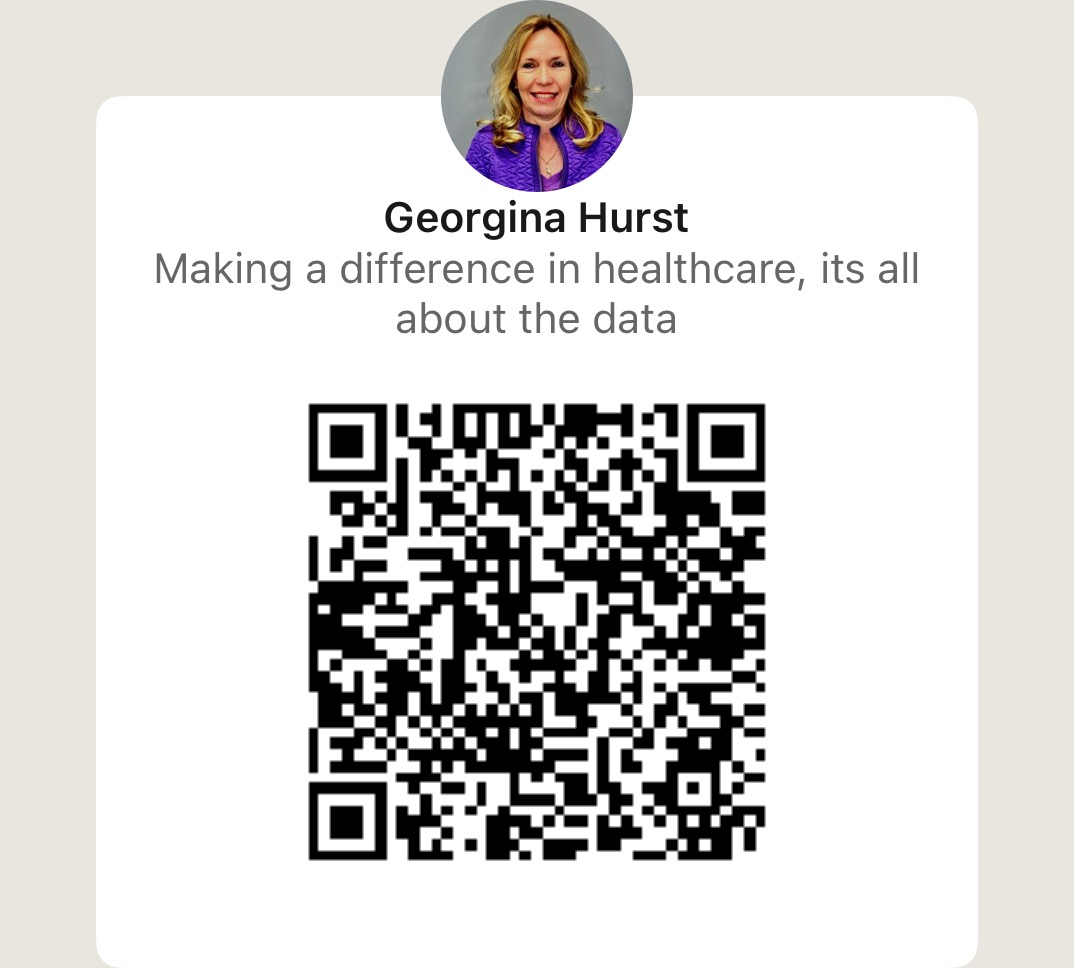 Georgina Hurst
Making a difference in healthcare, its all
about the data